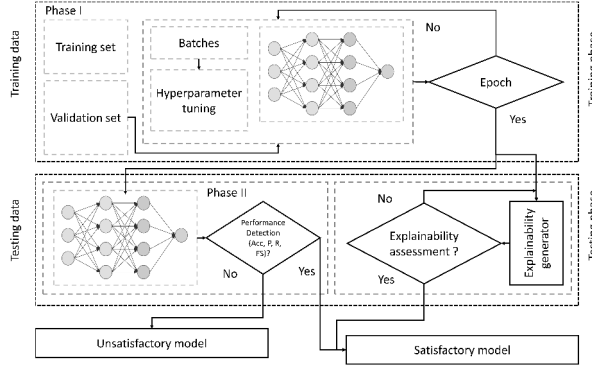 Phase I
Training data
Training set
Validation set
Batches
Hyperparameter
tuning
No
Epoch
Yes
Testing data
Phase II
Performance
Detection
(Acc, P, R,
FS)?
No
Yes
No
Explainability
assessment ?
Yes
Explainability
generator
Unsatisfactory model
Satisfactory model